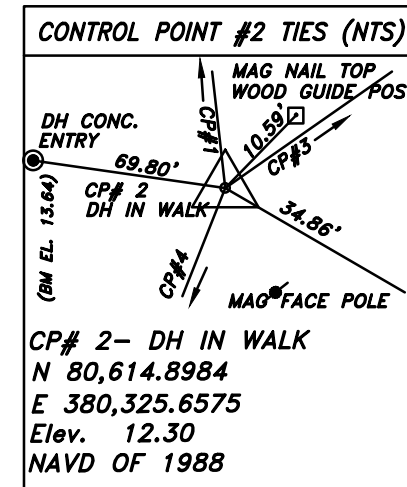 CONTROL POINT #2 TIES (NTS)
MAG NAIL TOP
WOOD GUIDE POS
DH CONC.
ENTRY
CP#1
10.59'
CP#3
69.80'
CP# 2
DH IN WALK
34.86'
(BM EL. 13.64)
CP#4
MAG FACE POLE
CP# 2- DH IN WALK
N 80,614.8984
E 380,325.6575
Elev. 12.30
NAVD OF 1988